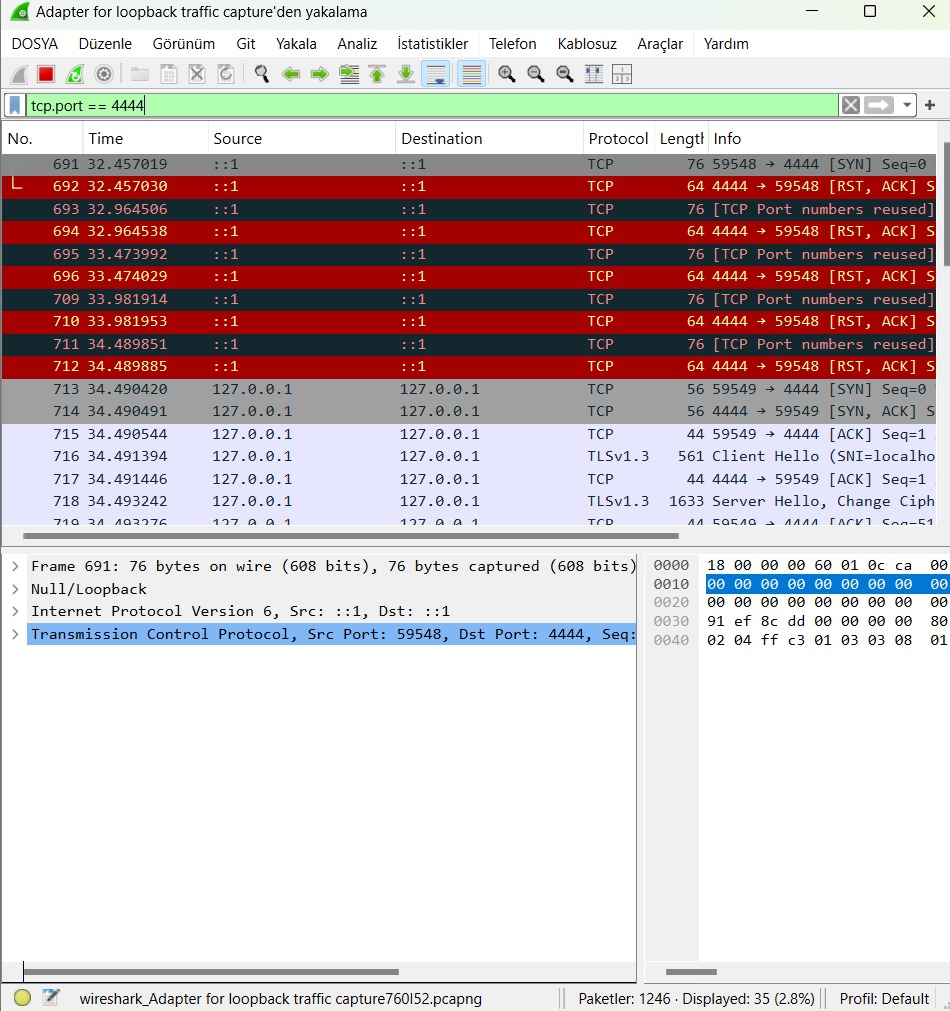 Adapter for loopback traffic capture'den yakalama
DOSYA Düzenle Görünüm Git Yakala Analiz İstatistikler Telefon Kablosuz Araçlar Yardım
tcp.port == 4444
No. Time Source Destination Protocol Length Info
691 32.457019 ::1 ::1 TCP 76 59548 → 4444 [SYN] Seq=0
692 32.457030 ::1 ::1 TCP 64 4444 → 59548 [RST, ACK] S
693 32.964506 ::1 ::1 TCP 76 [TCP Port numbers reused]
694 32.964538 ::1 ::1 TCP 64 4444 → 59548 [RST, ACK] S
695 33.473992 ::1 ::1 TCP 76 [TCP Port numbers reused]
696 33.474029 ::1 ::1 TCP 64 4444 → 59548 [RST, ACK] S
709 33.981914 ::1 ::1 TCP 76 [TCP Port numbers reused]
710 33.981953 ::1 ::1 TCP 64 4444 → 59548 [RST, ACK] S
711 34.489851 ::1 ::1 TCP 76 [TCP Port numbers reused]
712 34.489885 ::1 ::1 TCP 64 4444 → 59548 [RST, ACK] S
713 34.490420 127.0.0.1 127.0.0.1 TCP 56 59549 → 4444 [SYN] Seq=0
714 34.490491 127.0.0.1 127.0.0.1 TCP 56 4444 → 59549 [SYN, ACK] S
715 34.490544 127.0.0.1 127.0.0.1 TCP 44 59549 → 4444 [ACK] Seq=1
716 34.491394 127.0.0.1 127.0.0.1 TLSv1.3 561 Client Hello (SNI=localho
717 34.491446 127.0.0.1 127.0.0.1 TCP 44 4444 → 59549 [ACK] Seq=1
718 34.493242 127.0.0.1 127.0.0.1 TLSv1.3 1633 Server Hello, Change Ciph
719 34.493276 127.0.0.1 127.0.0.1 TCP 44 59549 → 4444 [ACK] Seq=51
Frame 691: 76 bytes on wire (608 bits), 76 bytes captured (608 bits)
Null/Loopback
Internet Protocol Version 6, Src: ::1, Dst: ::1
Transmission Control Protocol, Src Port: 59548, Dst Port: 4444, Seq:
0000 18 00 00 00 60 01 0c ca 00
0010 00 00 00 00 00 00 00 00 00
0020 00 00 00 00 00 00 00 00 00
0030 91 ef 8c dd 00 00 00 00 80
0040 02 04 ff c3 01 03 03 08 01
wireshark_Adapter for loopback traffic capture760I52.pcapng
Paketler: 1246 · Displayed: 35 (2.8%)
Profil: Default